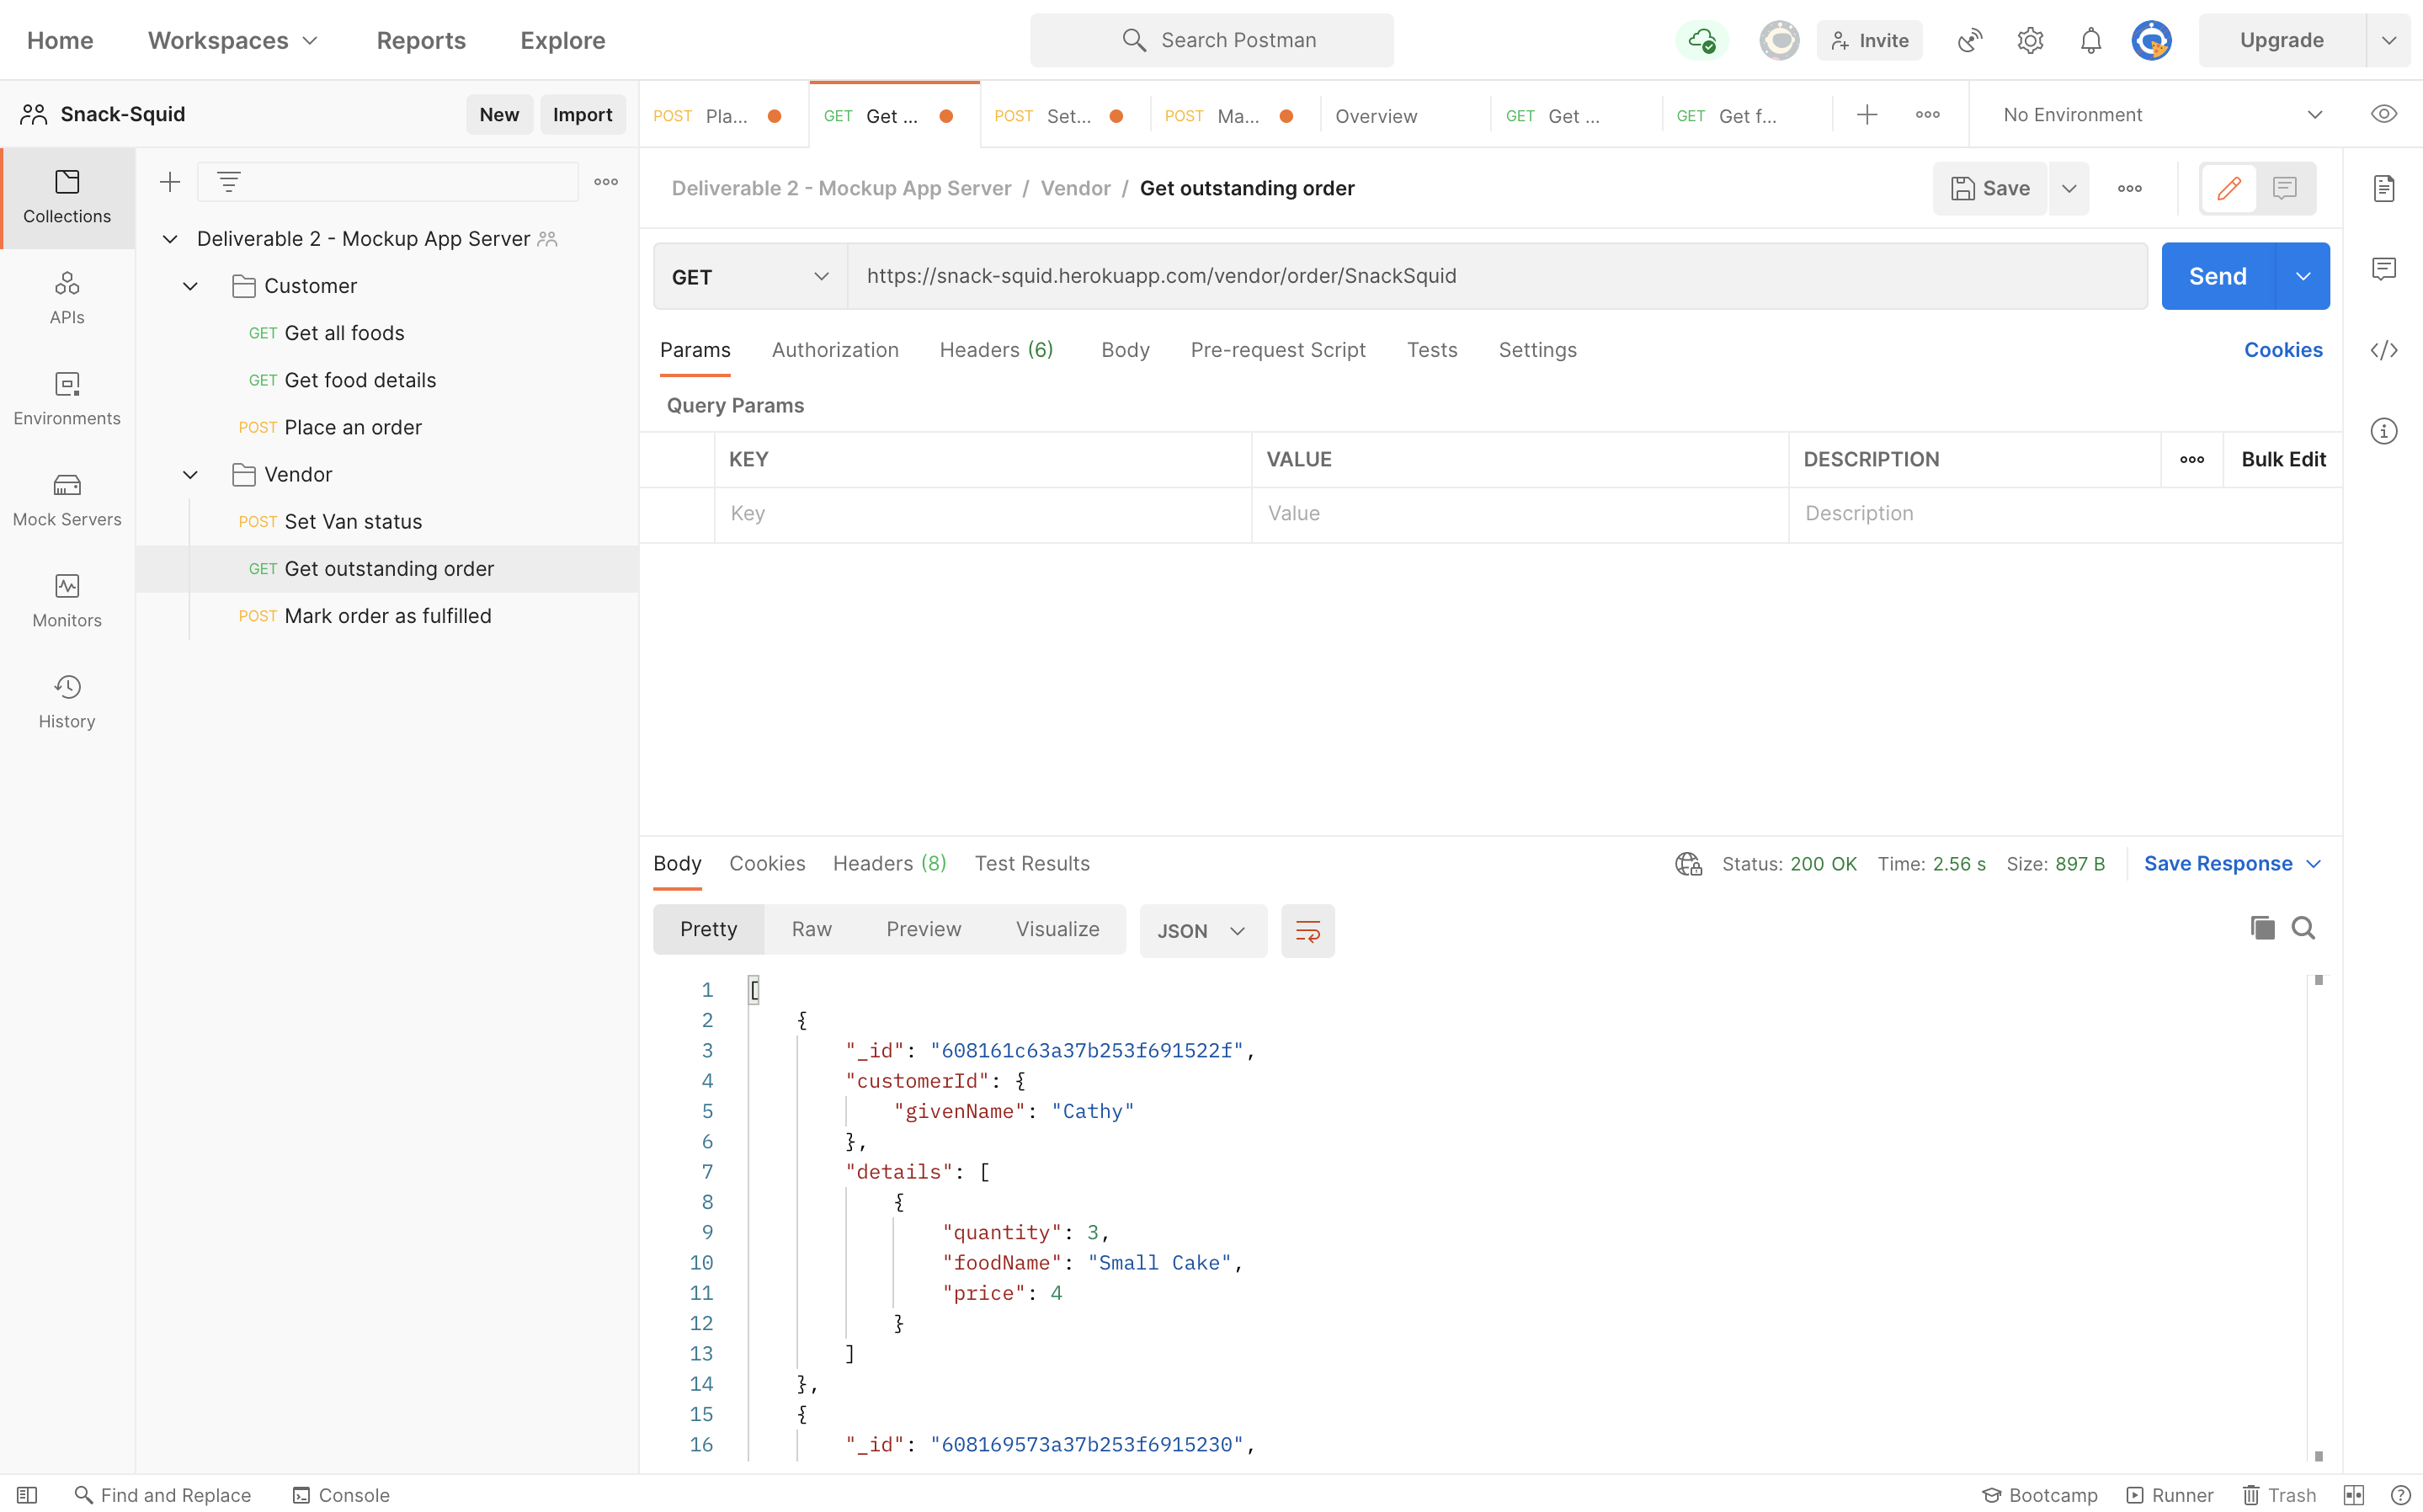 Home Workspaces Reports Explore Search Postman Invite Upgrade
Snack-Squid New Import POST Pla... GET Get ... POST Set... POST Ma... Overview GET Get ... GET Get f... No Environment
Collections
APIs
Environments
Mock Servers
Monitors
History
Deliverable 2 - Mockup App Server
Customer
GET Get all foods
GET Get food details
POST Place an order
Vendor
POST Set Van status
GET Get outstanding order
POST Mark order as fulfilled
Deliverable 2 - Mockup App Server / Vendor / Get outstanding order Save
GET https://snack-squid.herokuapp.com/vendor/order/SnackSquid Send
Params Authorization Headers (6) Body Pre-request Script Tests Settings Cookies
Query Params
KEY VALUE DESCRIPTION Bulk Edit
Key Value Description
Body Cookies Headers (8) Test Results Status: 200 OK Time: 2.56 s Size: 897 B Save Response
Pretty Raw Preview Visualize JSON
1 [
2 {
3 "_id": "608161c63a37b253f691522f",
4 "customerId": {
5 "givenName": "Cathy"
6 },
7 "details": [
8 {
9 "quantity": 3,
10 "foodName": "Small Cake",
11 "price": 4
12 }
13 ]
14 },
15 {
16 "_id": "608169573a37b253f6915230",
Find and Replace Console Bootcamp Runner Trash